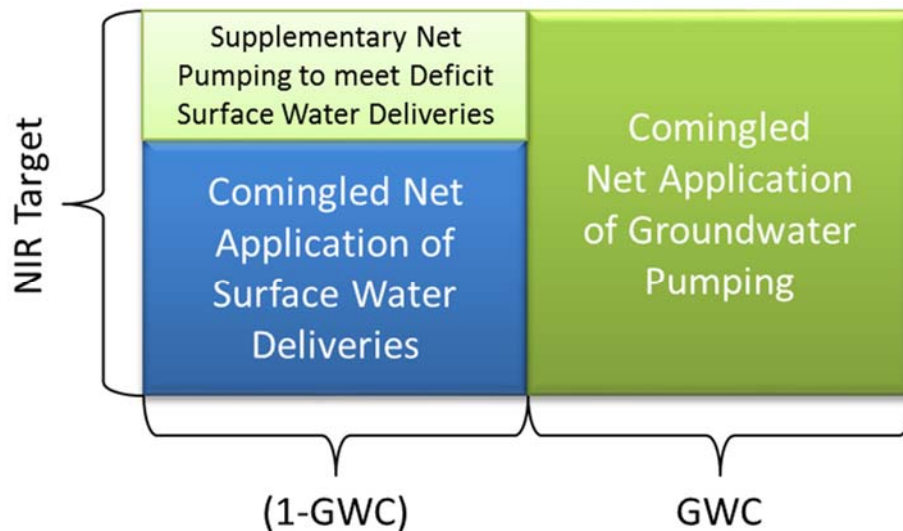 NIR Target
Supplementary Net
Pumping to meet Deficit
Surface Water Deliveries
Comingled Net
Application of
Surface Water
Deliveries
Comingled
Net Application
of Groundwater
Pumping
(1-GWC)
GWC